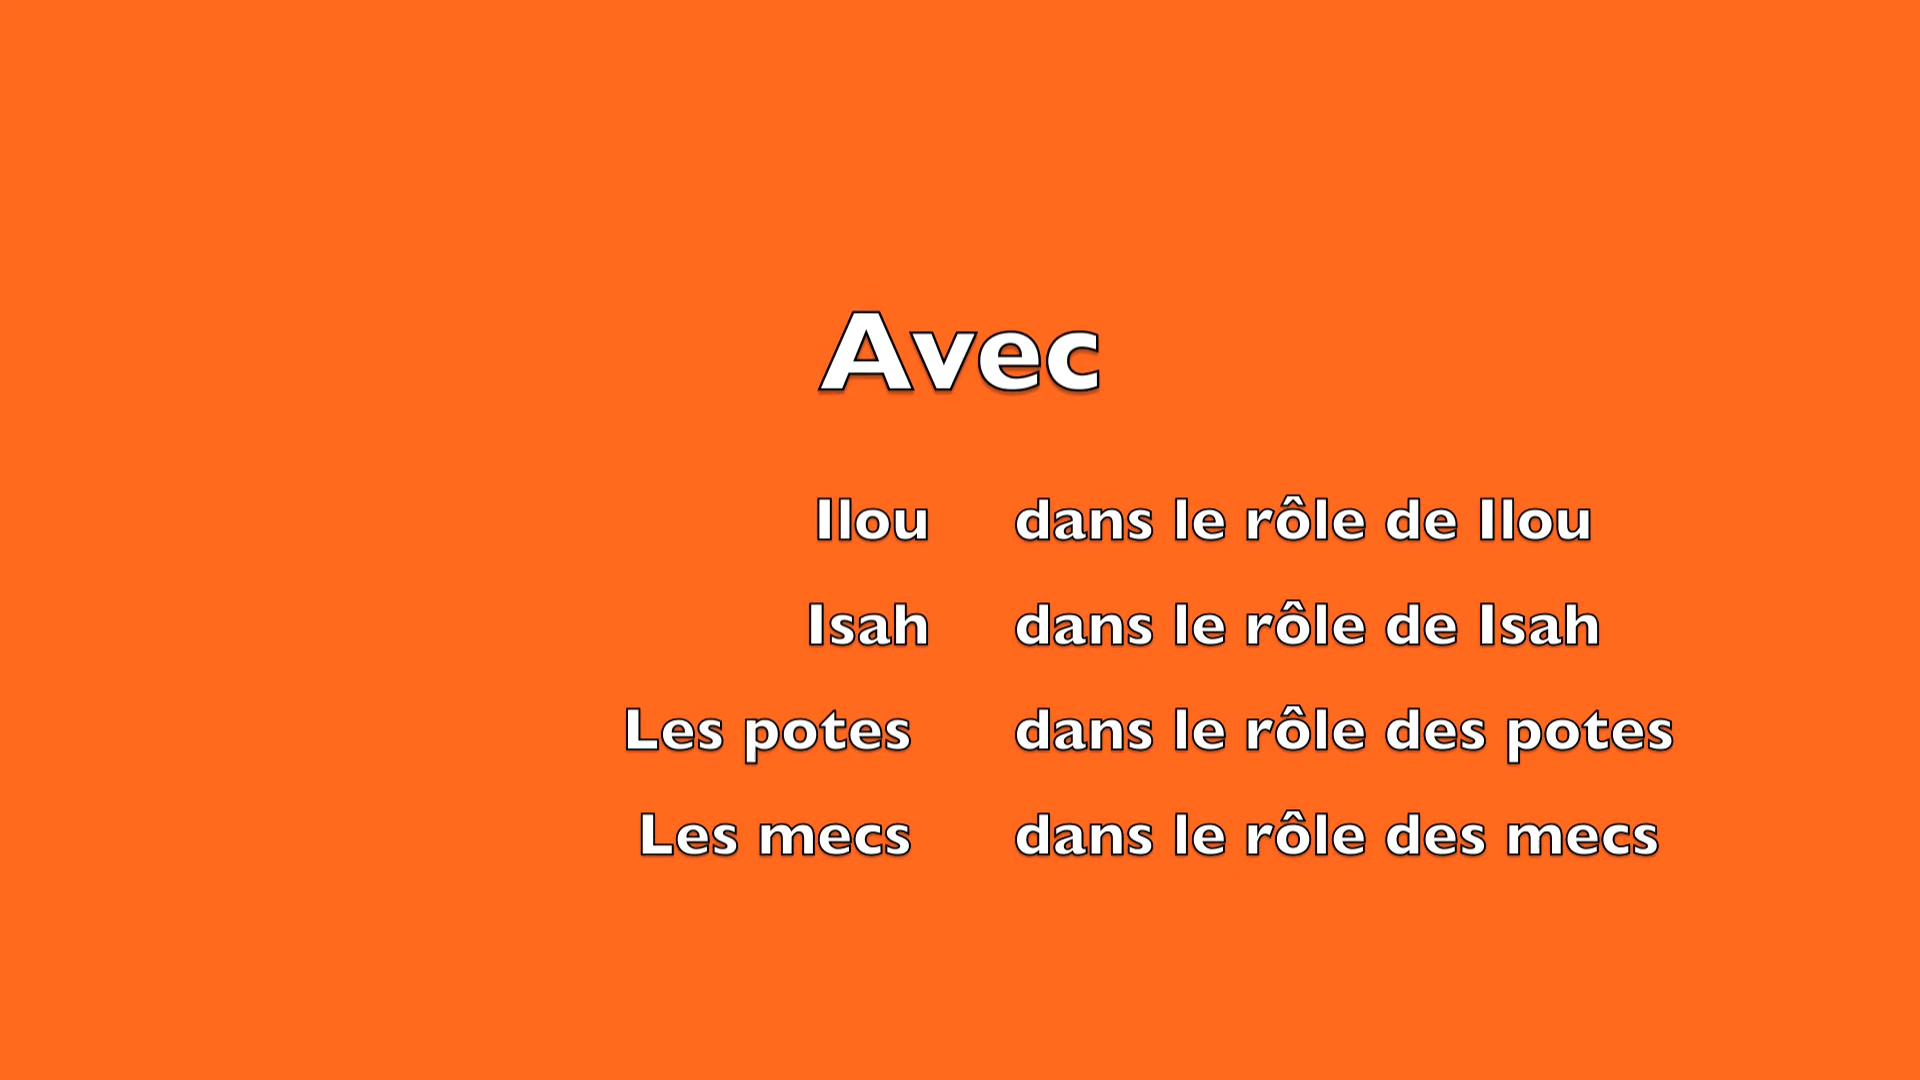 Avec
Ilou dans le rôle de Ilou
Isah dans le rôle de Isah
Les potes dans le rôle des potes
Les mecs dans le rôle des mecs